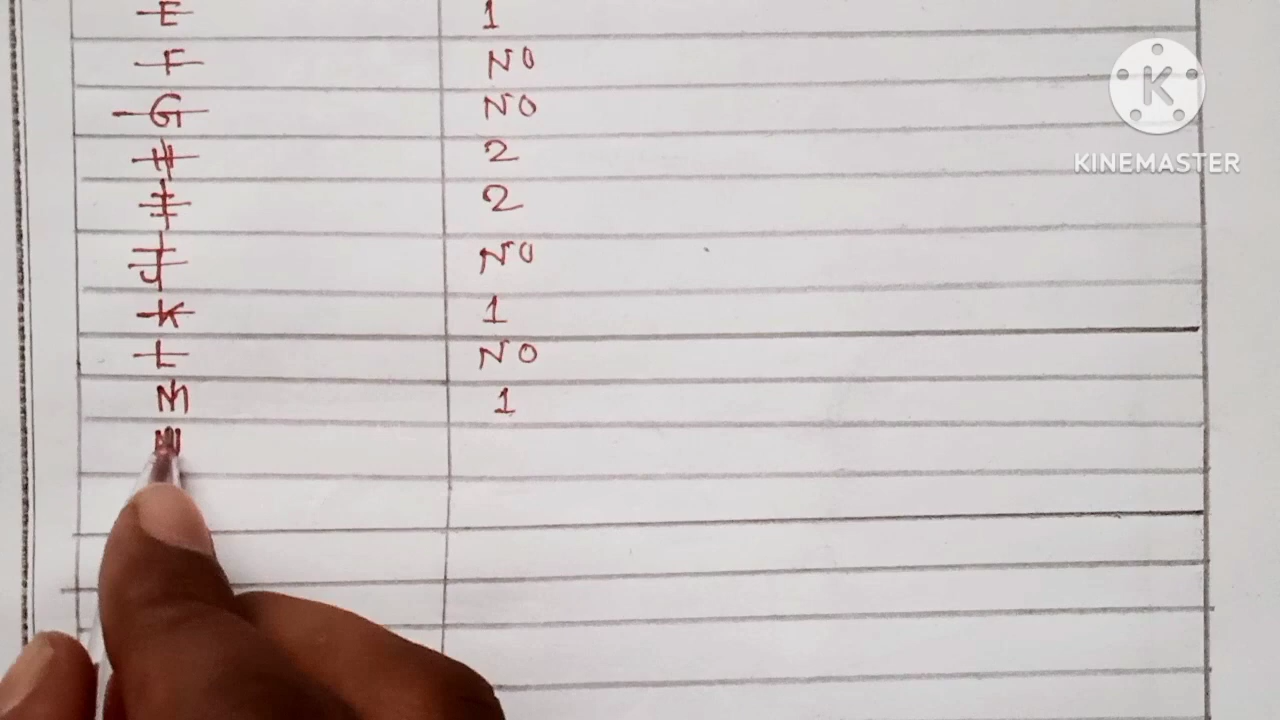 E 1
F NO
G NO
H 2
I 2
J NO
K 1
L NO
M 1
K
KINEMASTER